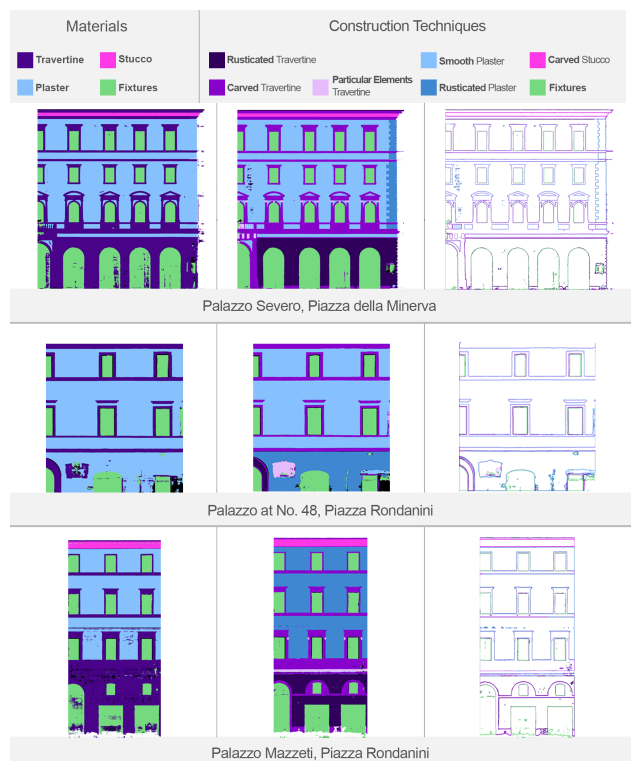 Materials
Construction Techniques
Travertine
Stucco
Rusticated Travertine
Smooth Plaster
Carved Stucco
Plaster
Fixtures
Carved Travertine
Particular Elements
Travertine
Rusticated Plaster
Fixtures
Palazzo Severo, Piazza della Minerva
Palazzo at No. 48, Piazza Rondanini
Palazzo Mazzeti, Piazza Rondanini